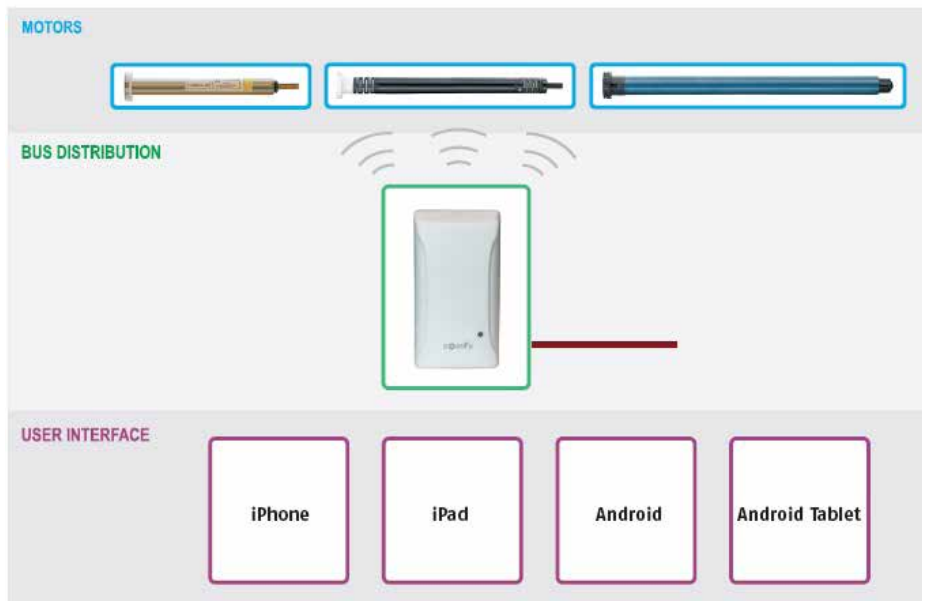 MOTORS
BUS DISTRIBUTION
somfy
USER INTERFACE
iPhone
iPad
Android
Android Tablet